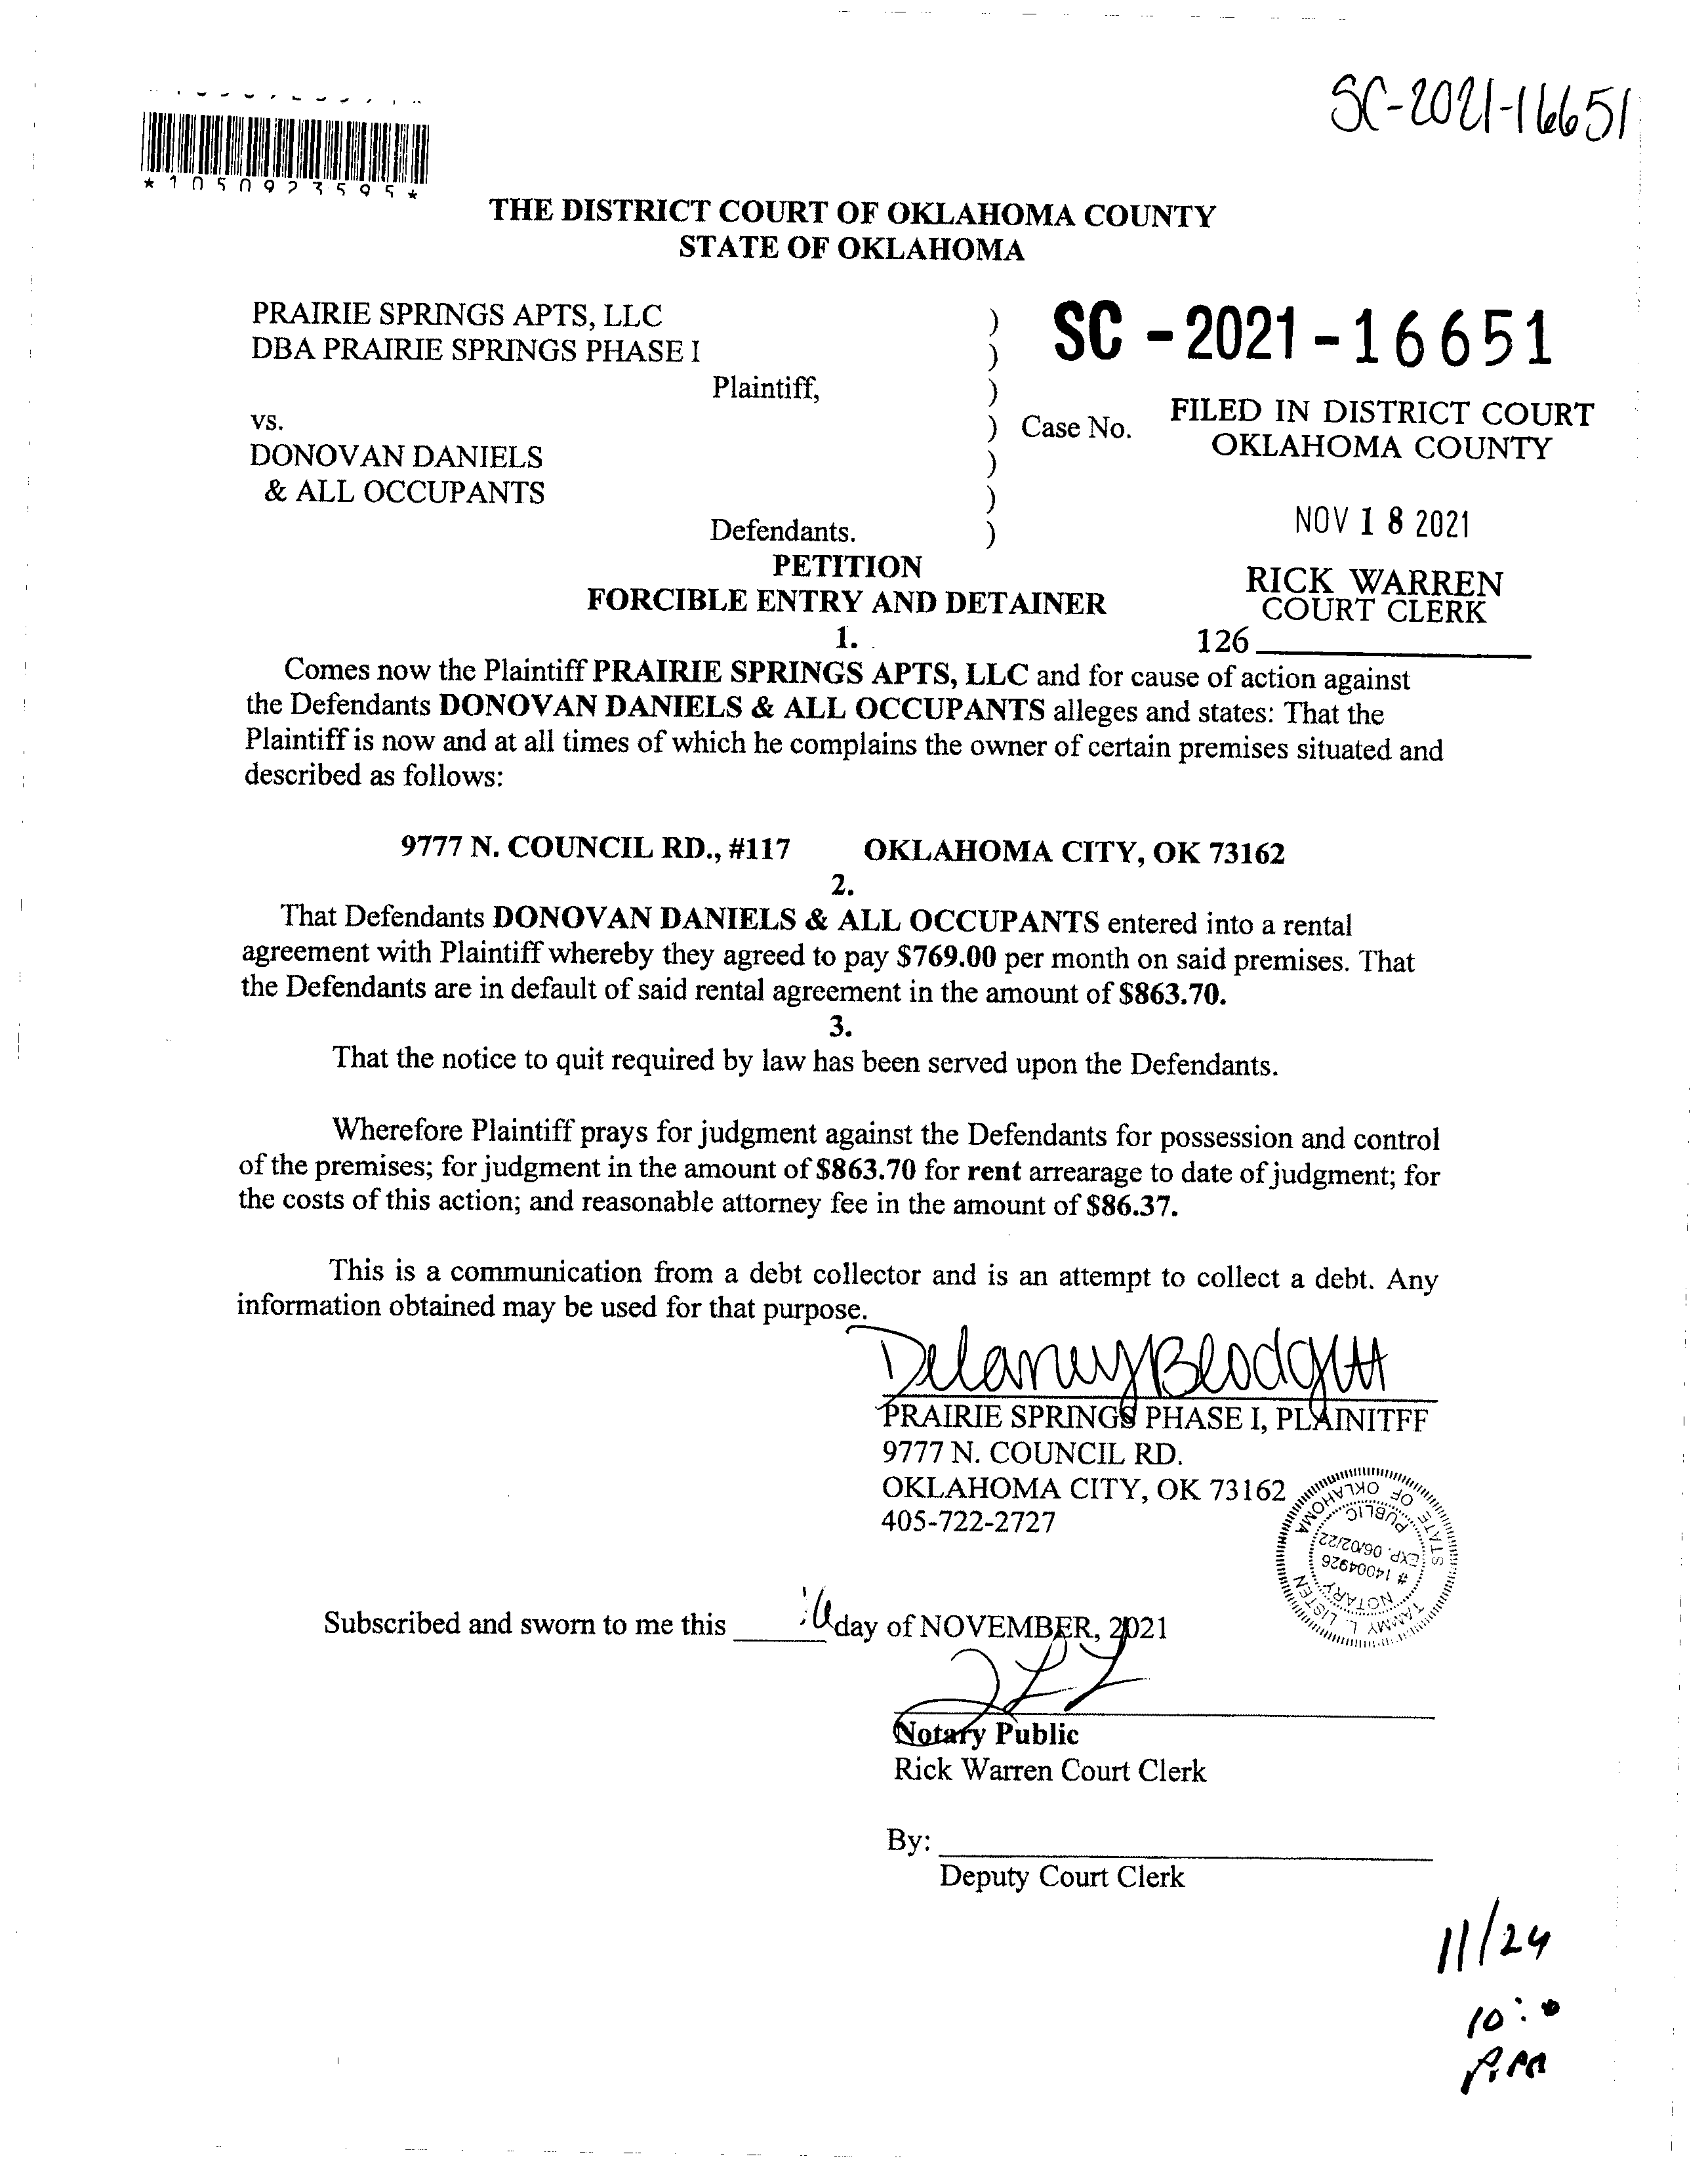 SC-2021-16651
*1050923595*
THE DISTRICT COURT OF OKLAHOMA COUNTY
STATE OF OKLAHOMA
PRAIRIE SPRINGS APTS, LLC )
DBA PRAIRIE SPRINGS PHASE I )
SC - 2021 - 16651
Plaintiff, )
vs. ) Case No.
FILED IN DISTRICT COURT
OKLAHOMA COUNTY
DONOVAN DANIELS )
& ALL OCCUPANTS )
Defendants. )
NOV 18 2021
PETITION
FORCIBLE ENTRY AND DETAINER
RICK WARREN
COURT CLERK
1.
126
Comes now the Plaintiff PRAIRIE SPRINGS APTS, LLC and for cause of action against
the Defendants DONOVAN DANIELS & ALL OCCUPANTS alleges and states: That the
Plaintiff is now and at all times of which he complains the owner of certain premises situated and
described as follows:
9777 N. COUNCIL RD., #117 OKLAHOMA CITY, OK 73162
2.
That Defendants DONOVAN DANIELS & ALL OCCUPANTS entered into a rental
agreement with Plaintiff whereby they agreed to pay $769.00 per month on said premises. That
the Defendants are in default of said rental agreement in the amount of $863.70.
3.
That the notice to quit required by law has been served upon the Defendants.
Wherefore Plaintiff prays for judgment against the Defendants for possession and control
of the premises; for judgment in the amount of $863.70 for rent arrearage to date of judgment; for
the costs of this action; and reasonable attorney fee in the amount of $86.37.
This is a communication from a debt collector and is an attempt to collect a debt. Any
information obtained may be used for that purpose.
Delaney Blodgett
PRAIRIE SPRINGS PHASE I, PLAINITFF
9777 N. COUNCIL RD.
OKLAHOMA CITY, OK 73162
405-722-2727
TAMMY L. LISTEN
NOTARY
# 14004926
EXP. 06/02/22
PUBLIC
STATE OF OKLAHOMA
Subscribed and sworn to me this 16 day of NOVEMBER, 2021
Notary Public
Rick Warren Court Clerk
By:
Deputy Court Clerk
11/24